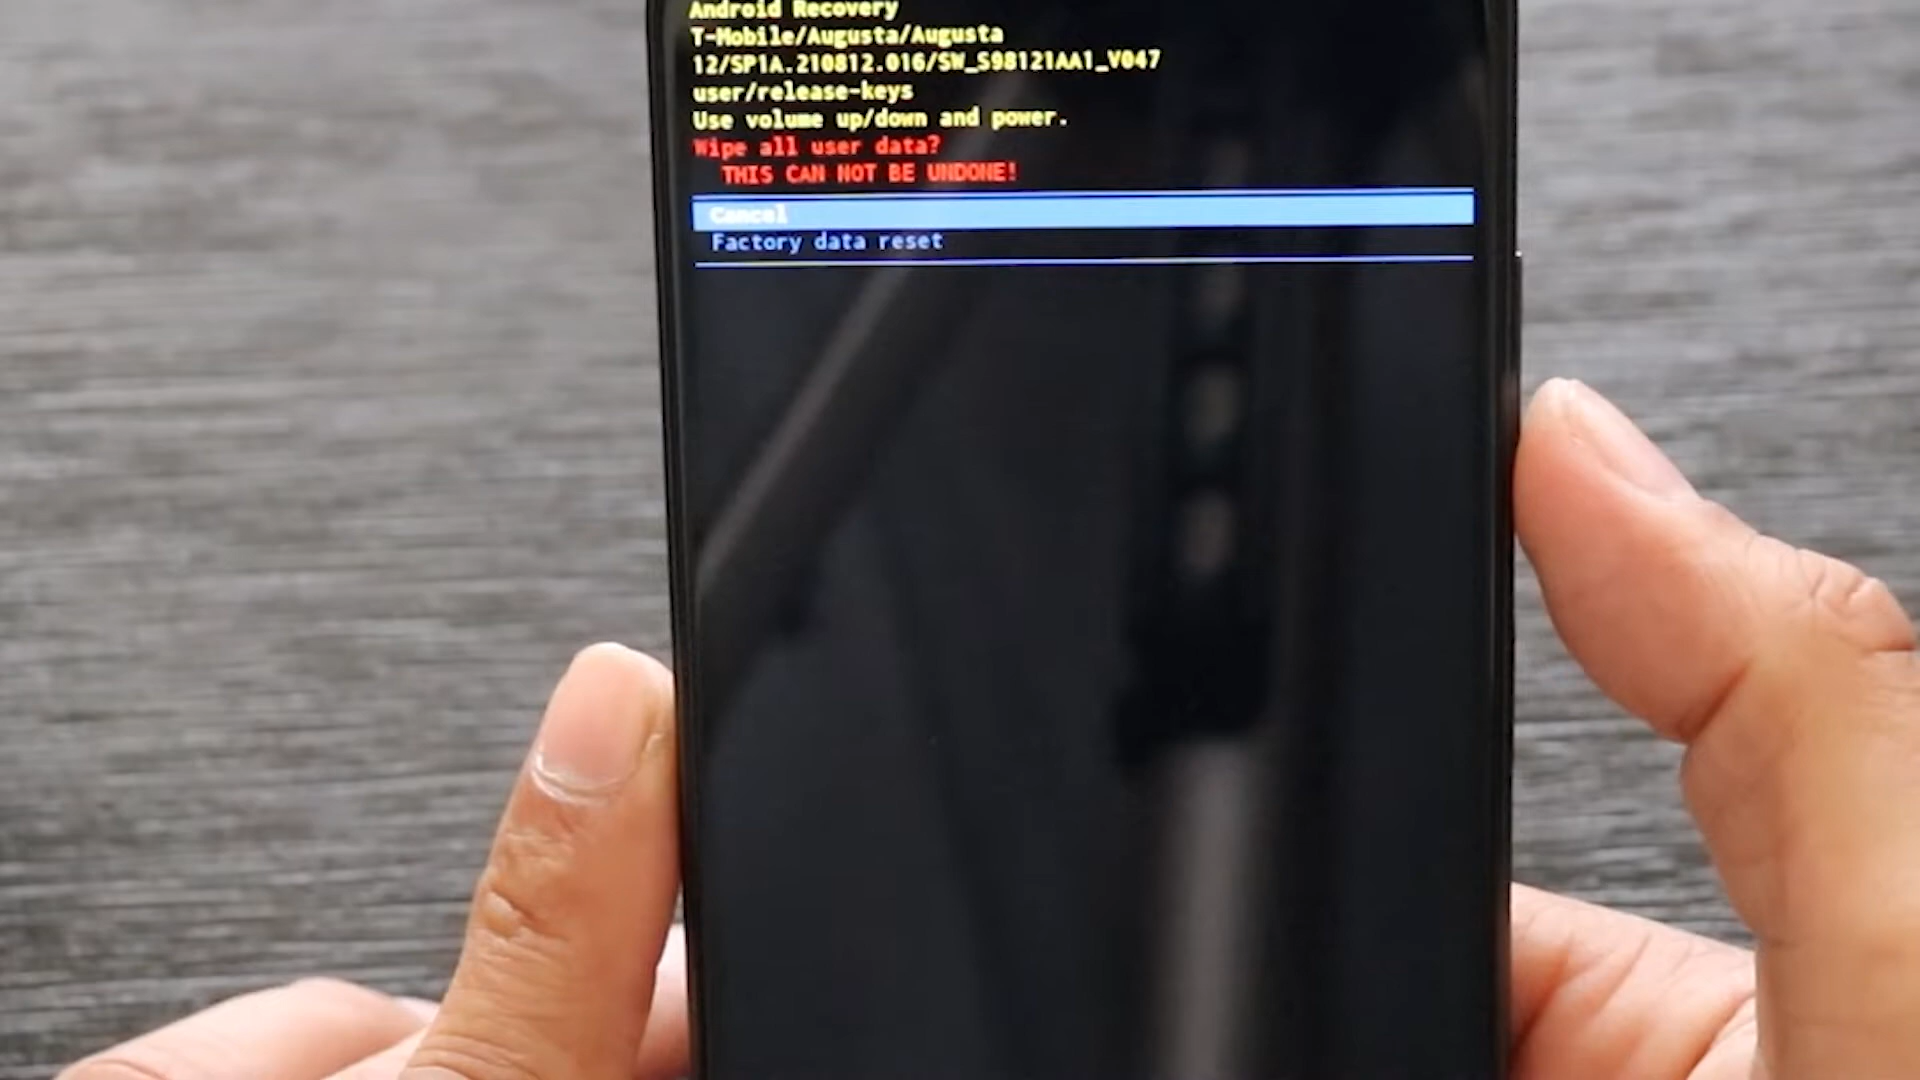 Android Recovery
T-Mobile/Augusta/Augusta
12/SP1A.210812.016/SW_S98121AA1_V047
user/release-keys
Use volume up/down and power.
Wipe all user data?
THIS CAN NOT BE UNDONE!
Cancel
Factory data reset